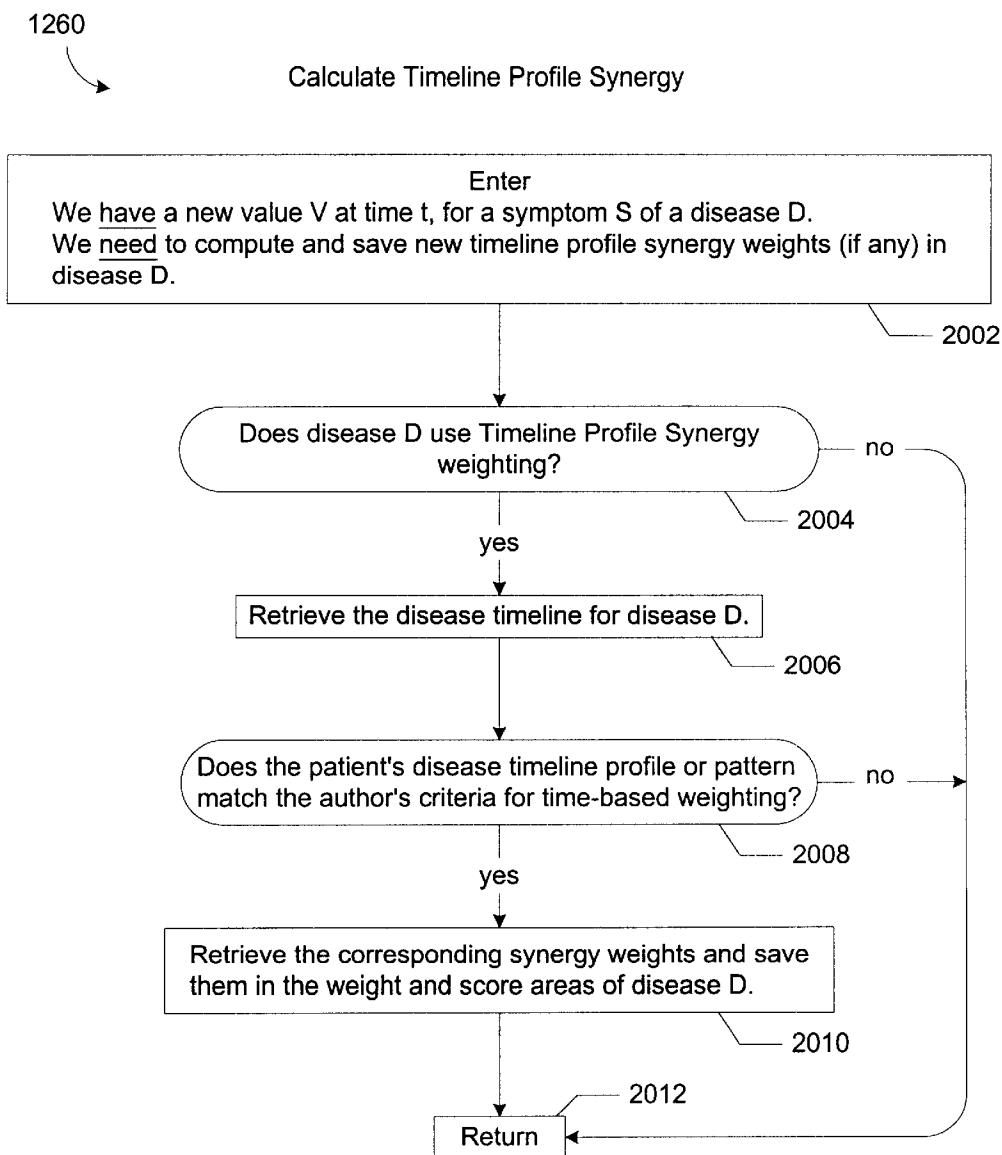 1260
Calculate Timeline Profile Synergy
Enter
We have a new value V at time t, for a symptom S of a disease D.
We need to compute and save new timeline profile synergy weights (if any) in
disease D.
2002
Does disease D use Timeline Profile Synergy
weighting?
no
2004
yes
Retrieve the disease timeline for disease D.
2006
Does the patient's disease timeline profile or pattern
match the author's criteria for time-based weighting?
no
2008
yes
Retrieve the corresponding synergy weights and save
them in the weight and score areas of disease D.
2010
2012
Return